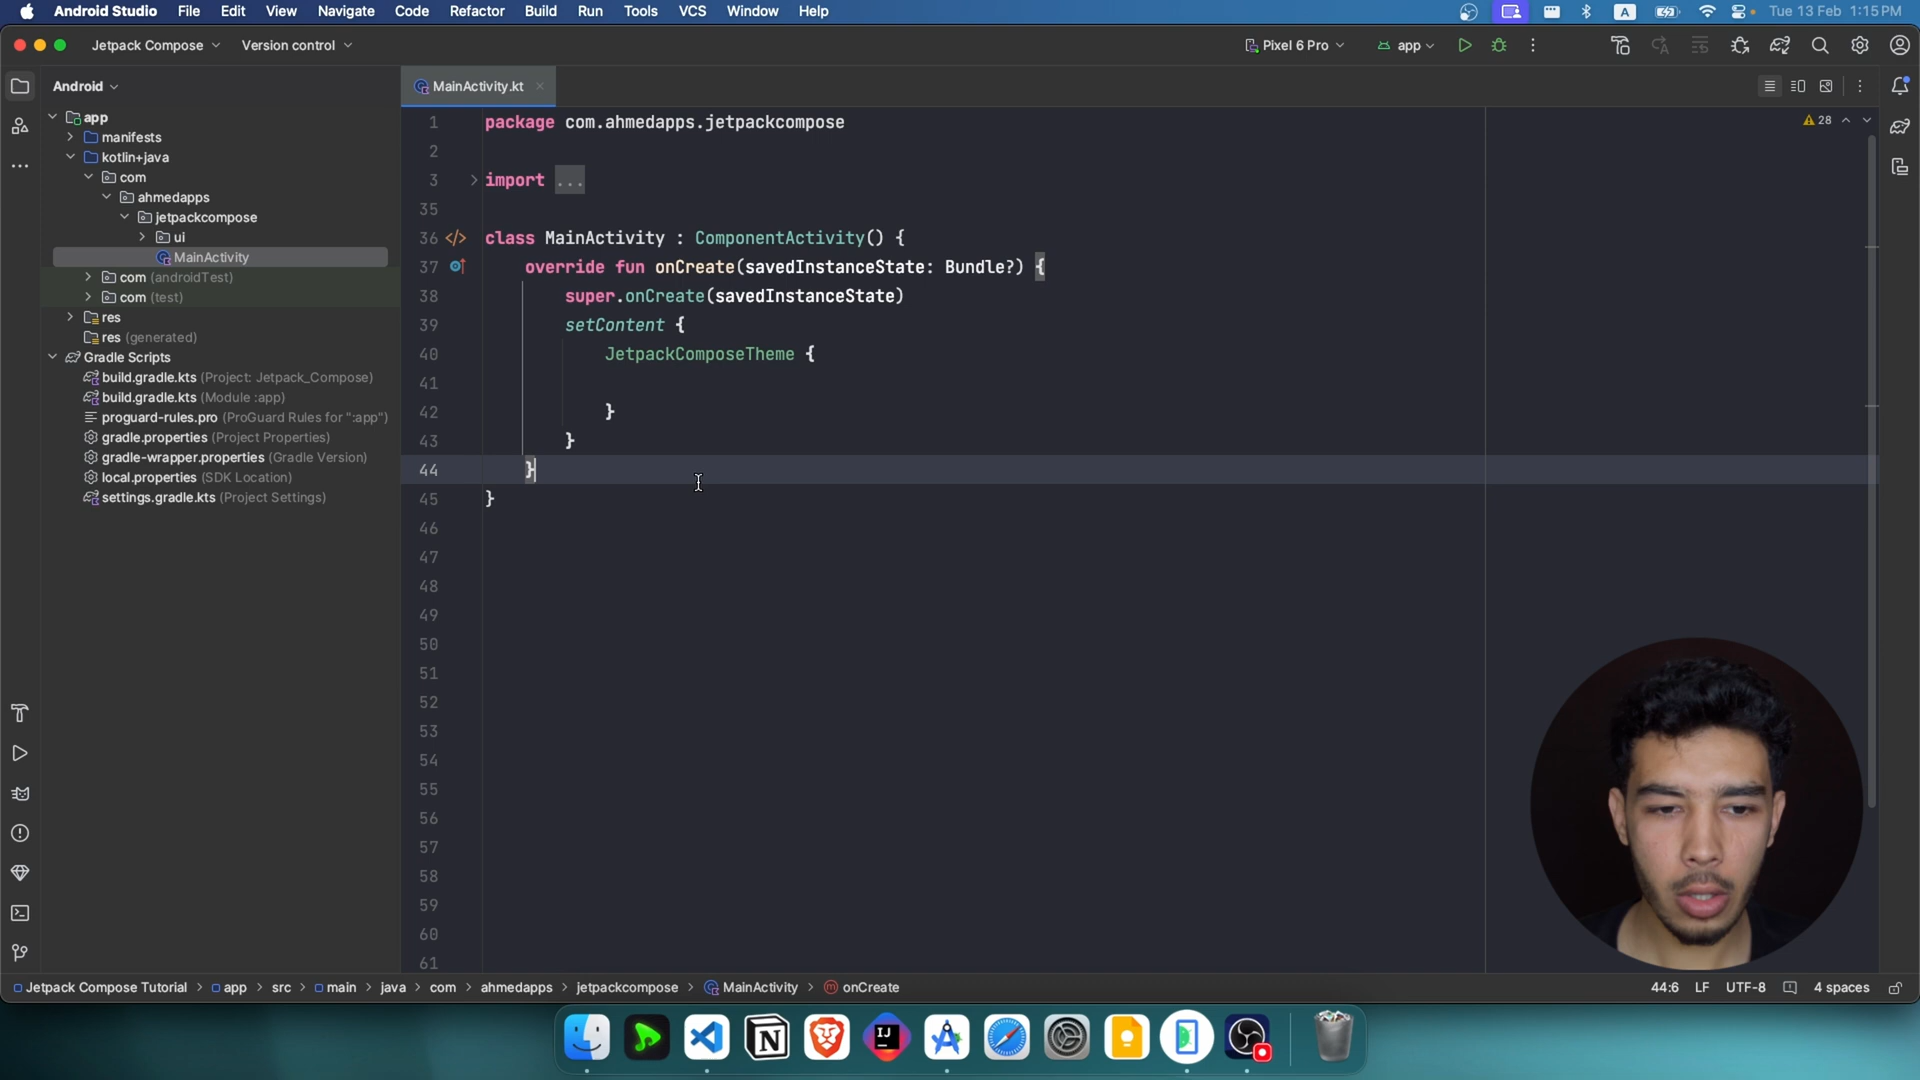 Android Studio File Edit View Navigate Code Refactor Build Run Tools VCS Window Help A Tue 13 Feb 1:15 PM
Jetpack Compose Version control Pixel 6 Pro app
Android
MainActivity.kt
app
manifests
kotlin+java
com
ahmedapps
jetpackcompose
ui
MainActivity
com (androidTest)
com (test)
res
res (generated)
Gradle Scripts
build.gradle.kts (Project: Jetpack_Compose)
build.gradle.kts (Module :app)
proguard-rules.pro (ProGuard Rules for ":app")
gradle.properties (Project Properties)
gradle-wrapper.properties (Gradle Version)
local.properties (SDK Location)
settings.gradle.kts (Project Settings)
28
1 package com.ahmedapps.jetpackcompose
2
3 import ...
35
36 </> class MainActivity : ComponentActivity() {
37 override fun onCreate(savedInstanceState: Bundle?) {
38 super.onCreate(savedInstanceState)
39 setContent {
40 JetpackComposeTheme {
41
42 }
43 }
44 }
45 }
46
47
48
49
50
51
52
53
54
55
56
57
58
59
60
61
Jetpack Compose Tutorial > app > src > main > java > com > ahmedapps > jetpackcompose > MainActivity > onCreate 44:6 LF UTF-8 4 spaces
N IJ